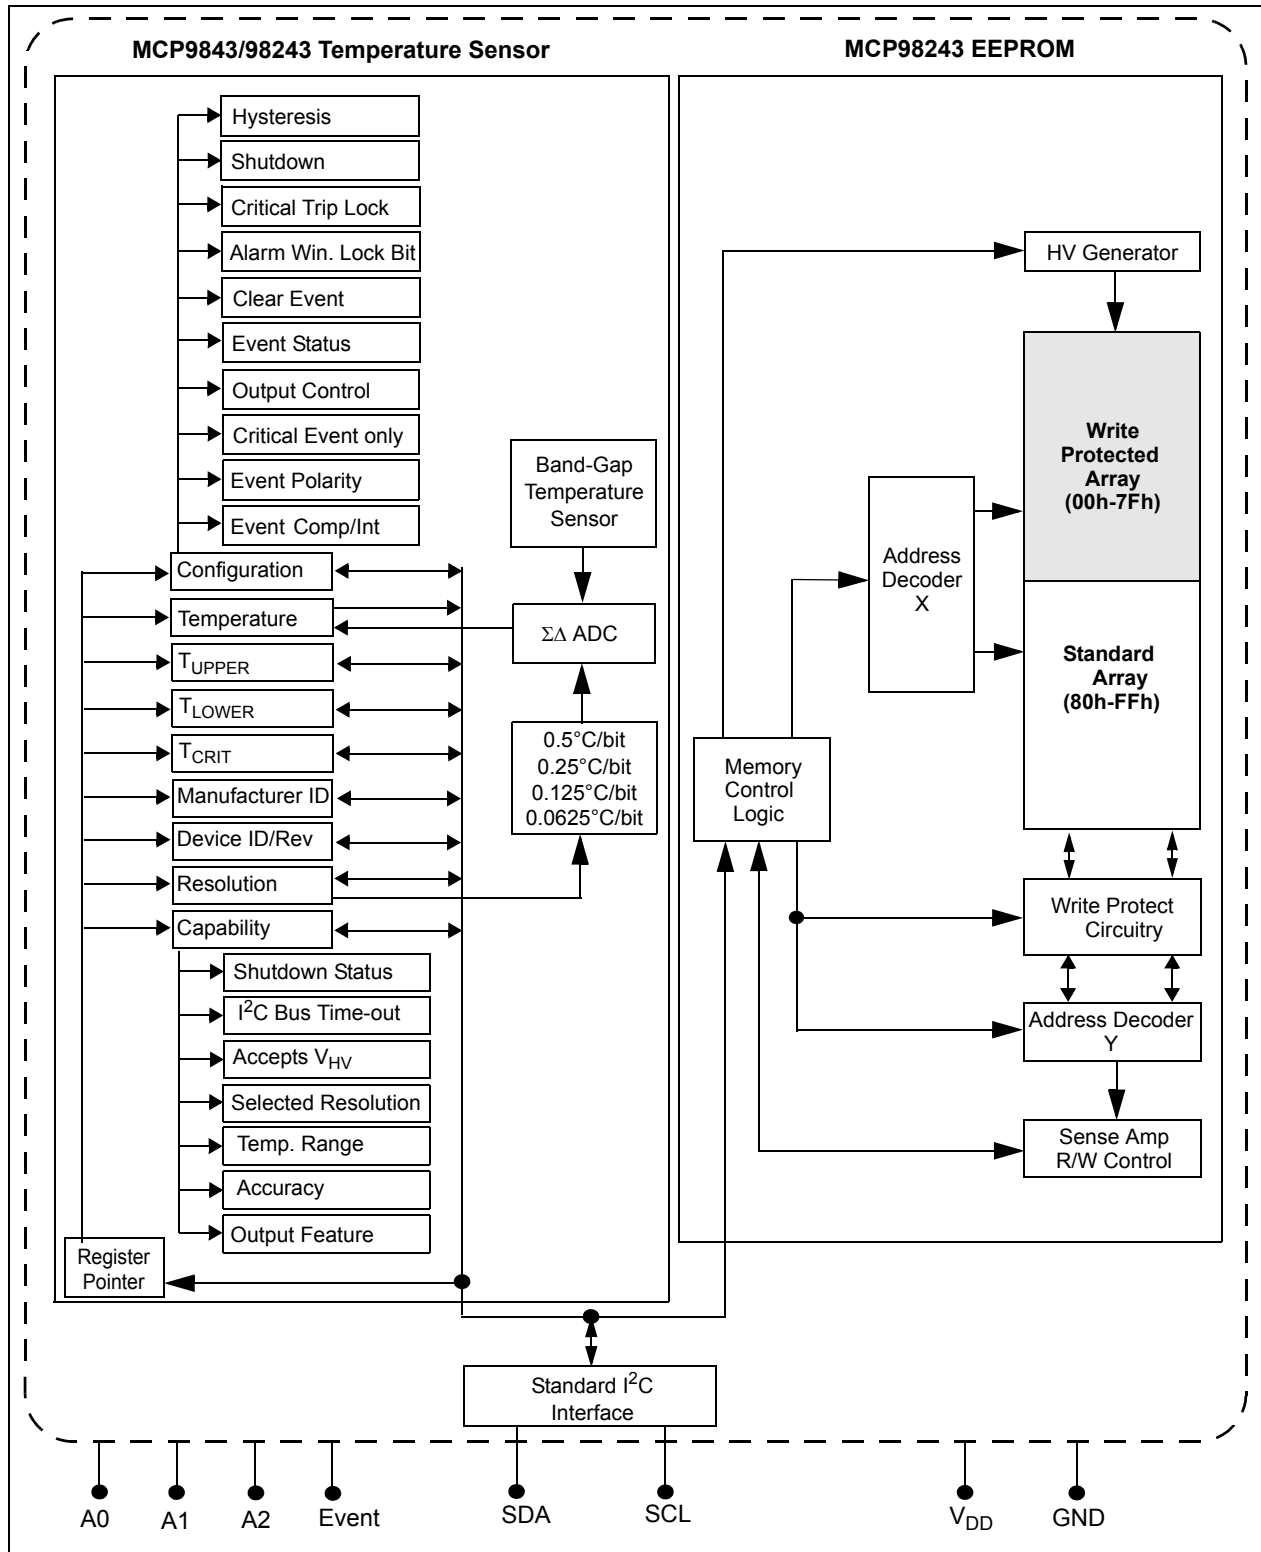 MCP9843/98243 Temperature Sensor
Hysteresis
Shutdown
Critical Trip Lock
Alarm Win. Lock Bit
Clear Event
Event Status
Output Control
Critical Event only
Event Polarity
Event Comp/Int
Configuration
Temperature
TUPPER
TLOWER
TCRIT
Manufacturer ID
Device ID/Rev
Resolution
Capability
Shutdown Status
I2C Bus Time-out
Accepts VHV
Selected Resolution
Temp. Range
Accuracy
Output Feature
Register
Pointer
Band-Gap
Temperature
Sensor
ΣΔ ADC
0.5°C/bit
0.25°C/bit
0.125°C/bit
0.0625°C/bit
MCP98243 EEPROM
HV Generator
Write
Protected
Array
(00h-7Fh)
Address
Decoder
X
Standard
Array
(80h-FFh)
Memory
Control
Logic
Write Protect
Circuitry
Address Decoder
Y
Sense Amp
R/W Control
Standard I2C
Interface
A0
A1
A2
Event
SDA
SCL
VDD
GND